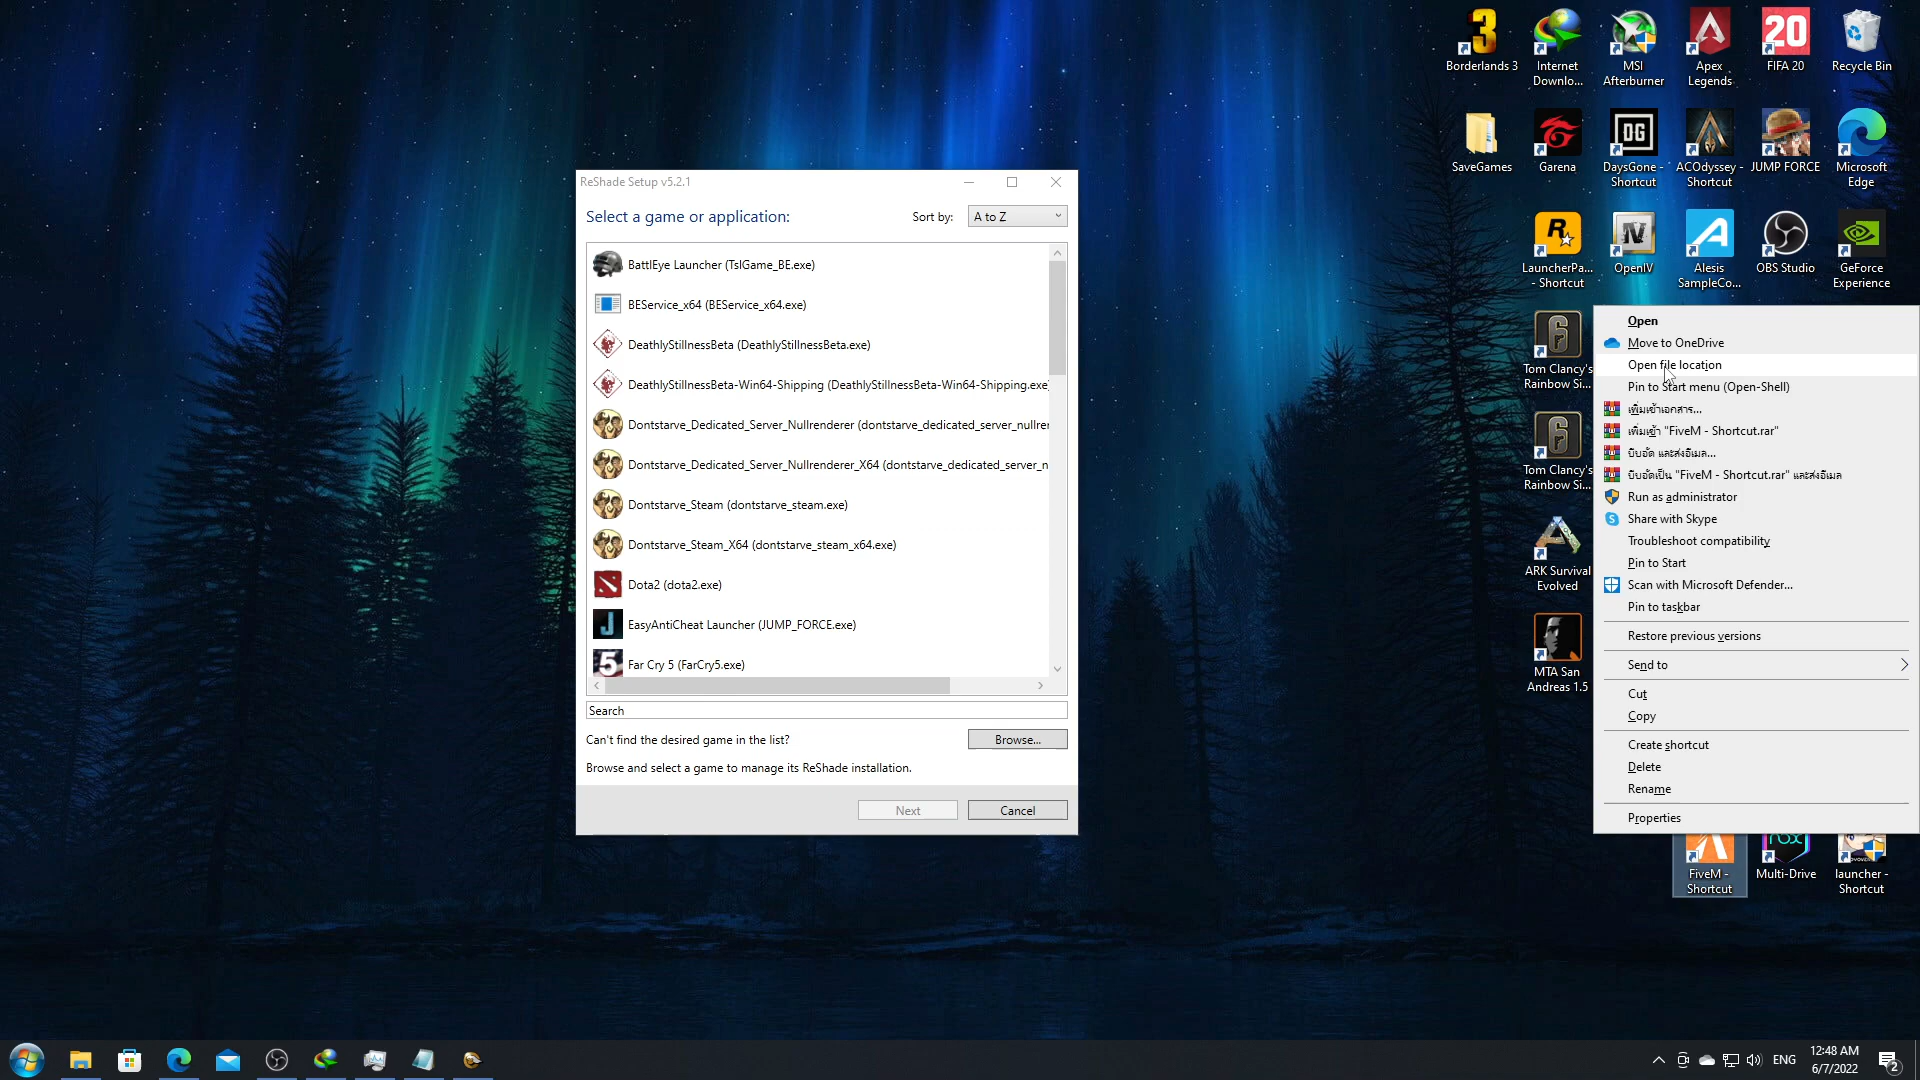 Borderlands 3
Internet
Downlo...
MSI
Afterburner
Apex
Legends
20
FIFA 20
Recycle Bin
SaveGames
Garena
DG
DaysGone -
Shortcut
ACOdyssey -
Shortcut
JUMP FORCE
Microsoft
Edge
LauncherPa...
- Shortcut
OpenIV
Alesis
SampleCo...
OBS Studio
GeForce
Experience
Tom Clancy's
Rainbow Si...
Tom Clancy's
Rainbow Si...
ARK Survival
Evolved
MTA San
Andreas 1.5
FiveM -
Shortcut
Multi-Drive
launcher -
Shortcut
ReShade Setup v5.2.1
Select a game or application:
Sort by:
A to Z
BattlEye Launcher (TslGame_BE.exe)
BEService_x64 (BEService_x64.exe)
DeathlyStillnessBeta (DeathlyStillnessBeta.exe)
DeathlyStillnessBeta-Win64-Shipping (DeathlyStillnessBeta-Win64-Shipping.exe
Dontstarve_Dedicated_Server_Nullrenderer (dontstarve_dedicated_server_nullrer
Dontstarve_Dedicated_Server_Nullrenderer_X64 (dontstarve_dedicated_server_n
Dontstarve_Steam (dontstarve_steam.exe)
Dontstarve_Steam_X64 (dontstarve_steam_x64.exe)
Dota2 (dota2.exe)
EasyAntiCheat Launcher (JUMP_FORCE.exe)
Far Cry 5 (FarCry5.exe)
Search
Can't find the desired game in the list?
Browse...
Browse and select a game to manage its ReShade installation.
Next
Cancel
Open
Move to OneDrive
Open file location
Pin to Start menu (Open-Shell)
เพิ่มเข้าเอกสาร...
เพิ่มเข้า "FiveM - Shortcut.rar"
บีบอัด และส่งอีเมล...
บีบอัดเป็น "FiveM - Shortcut.rar" และส่งอีเมล
Run as administrator
Share with Skype
Troubleshoot compatibility
Pin to Start
Scan with Microsoft Defender...
Pin to taskbar
Restore previous versions
Send to
Cut
Copy
Create shortcut
Delete
Rename
Properties
ENG
12:48 AM
6/7/2022
2